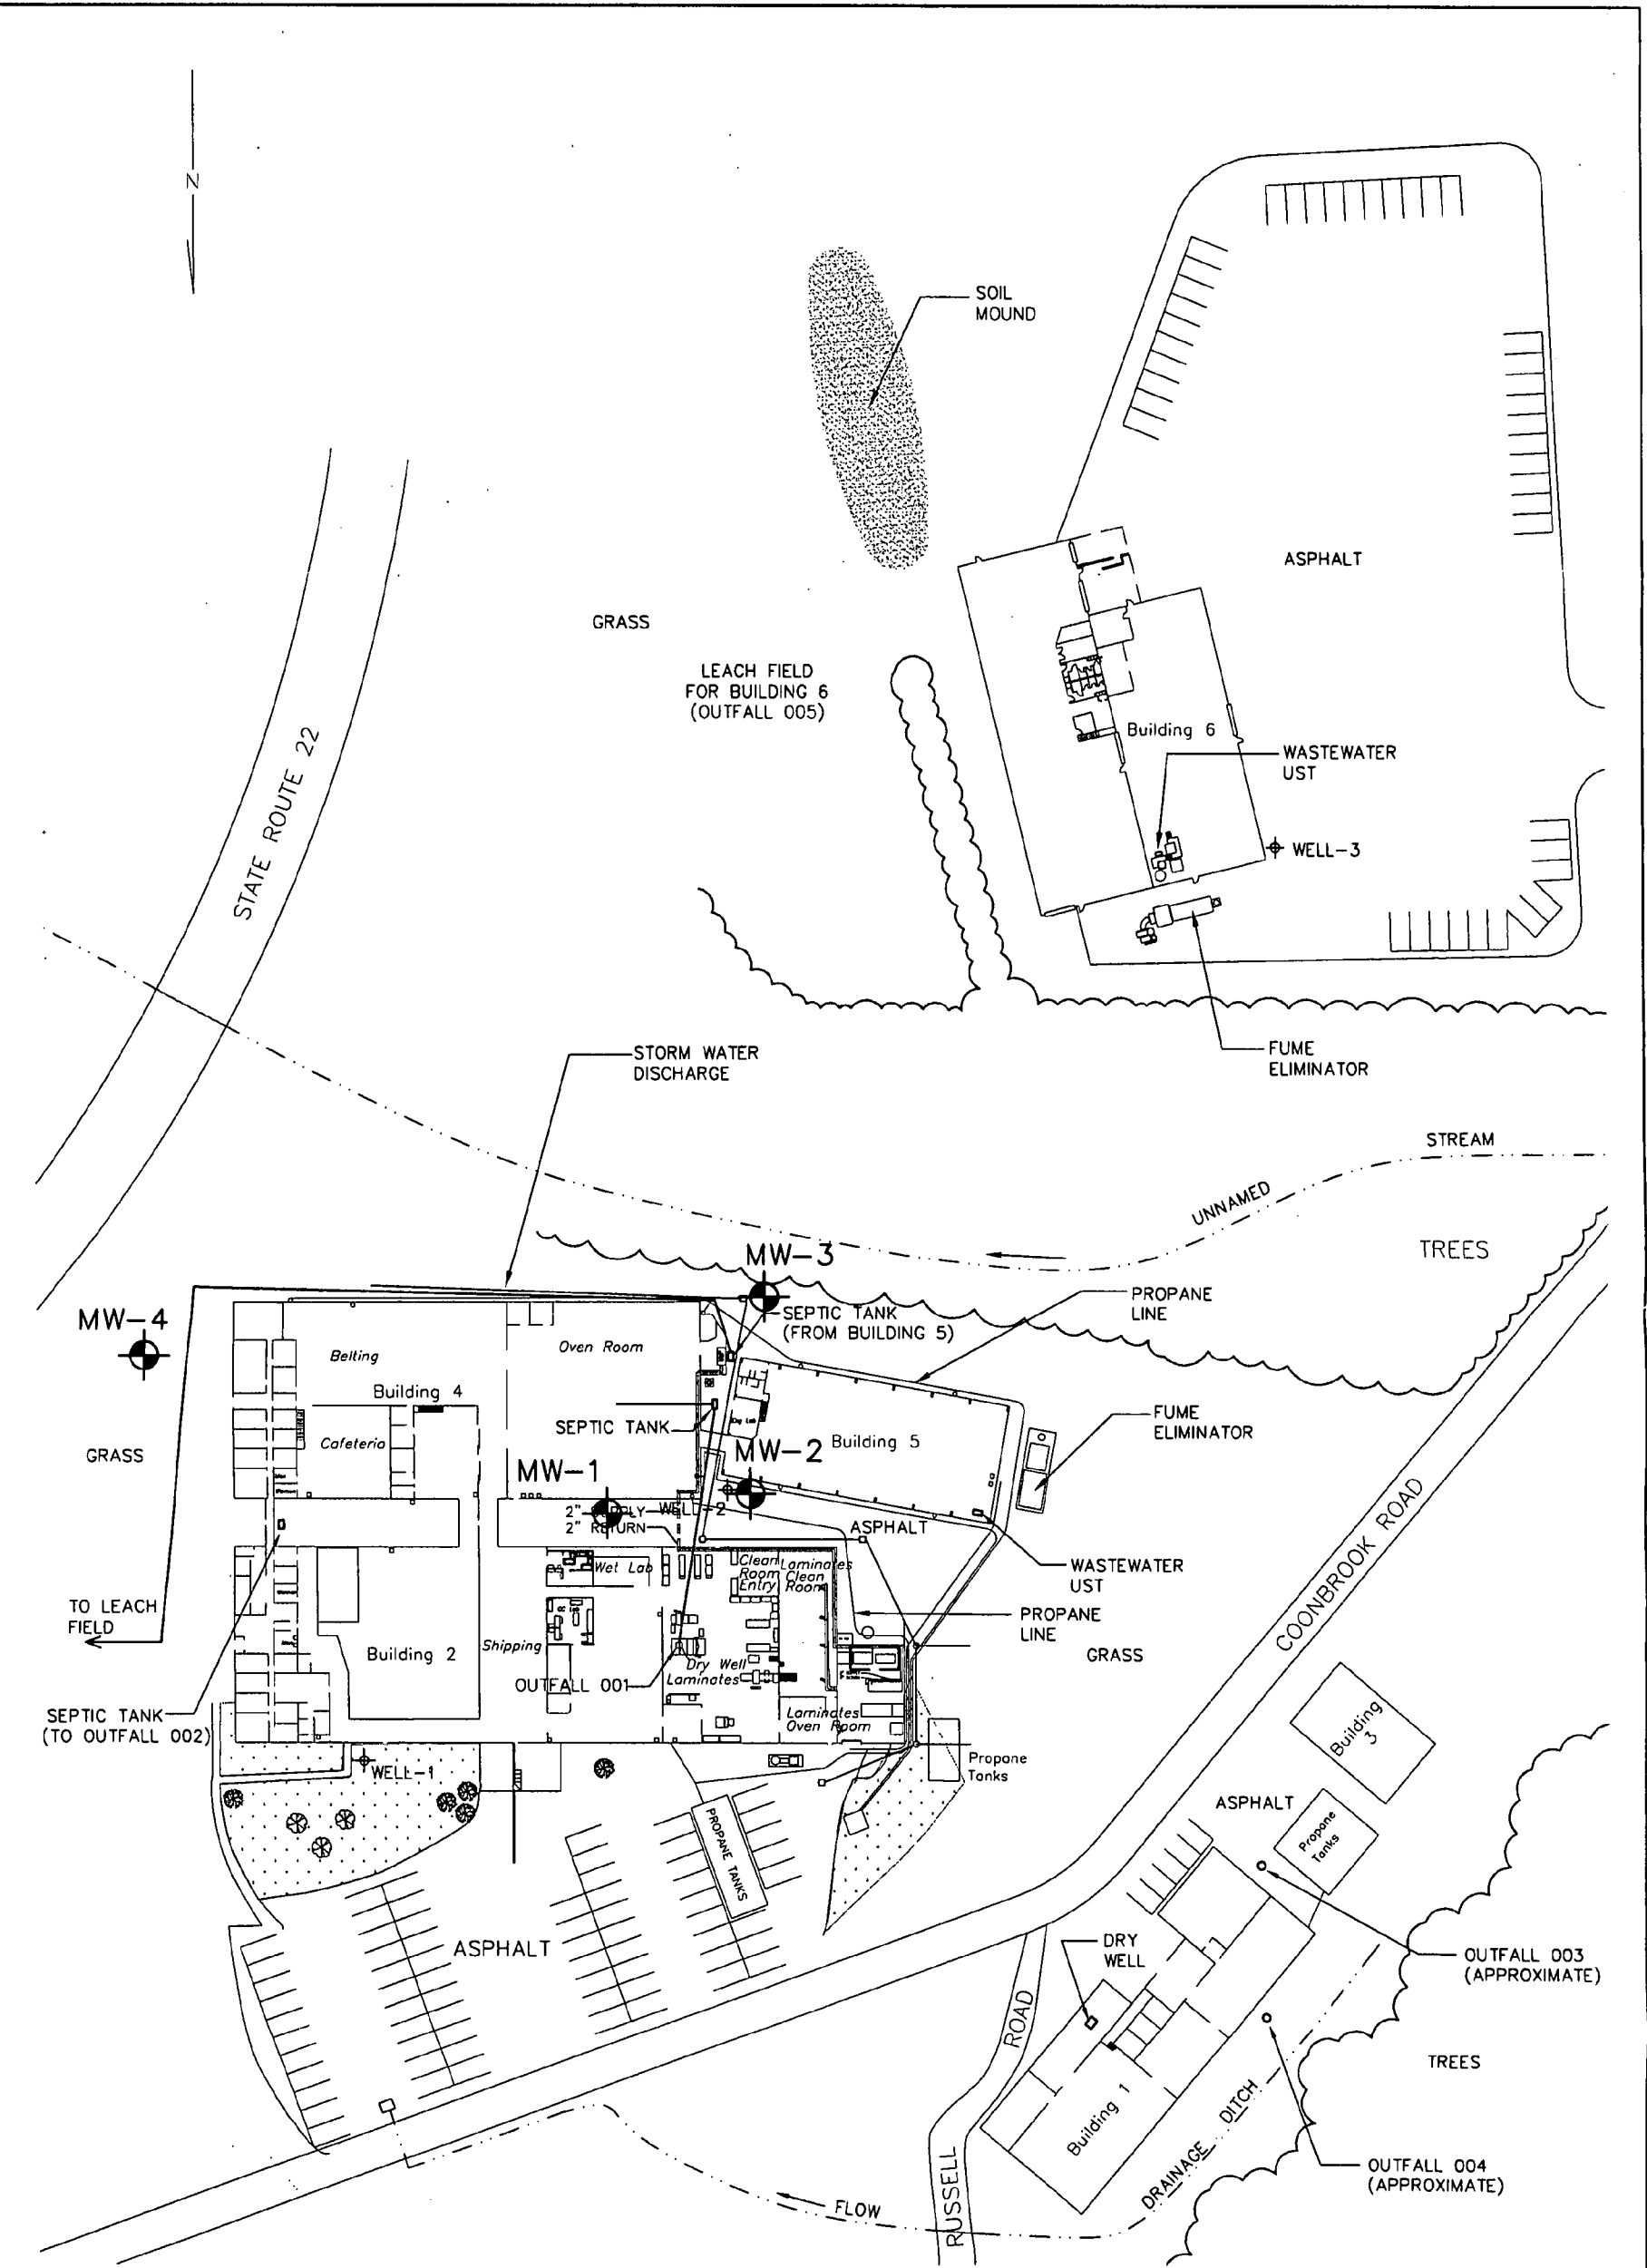 N
SOIL
MOUND
ASPHALT
GRASS
LEACH FIELD
FOR BUILDING 6
(OUTFALL 005)
Building 6
WASTEWATER
UST
WELL-3
STATE ROUTE 22
FUME
ELIMINATOR
STORM WATER
DISCHARGE
STREAM
UNNAMED
TREES
MW-3
PROPANE
LINE
SEPTIC TANK
(FROM BUILDING 5)
MW-4
Belting
Oven Room
Building 4
FUME
ELIMINATOR
SEPTIC TANK
Building 5
Cafeteria
GRASS
MW-2
MW-1
2" SUPPLY
WELL-2
2" RETURN
ASPHALT
COONBROOK ROAD
Wet Lab
Clean
Room
Entry
Laminates
Clean
Room
WASTEWATER
UST
TO LEACH
FIELD
PROPANE
LINE
GRASS
Building 2
Shipping
Dry Well
Laminates
OUTFALL 001
SEPTIC TANK
(TO OUTFALL 002)
Laminates
Oven Room
Building
3
WELL-1
Propane
Tanks
ASPHALT
PROPANE TANKS
Propane
Tanks
ASPHALT
DRY
WELL
OUTFALL 003
(APPROXIMATE)
RUSSELL ROAD
TREES
Building 1
DRAINAGE DITCH
OUTFALL 004
(APPROXIMATE)
FLOW